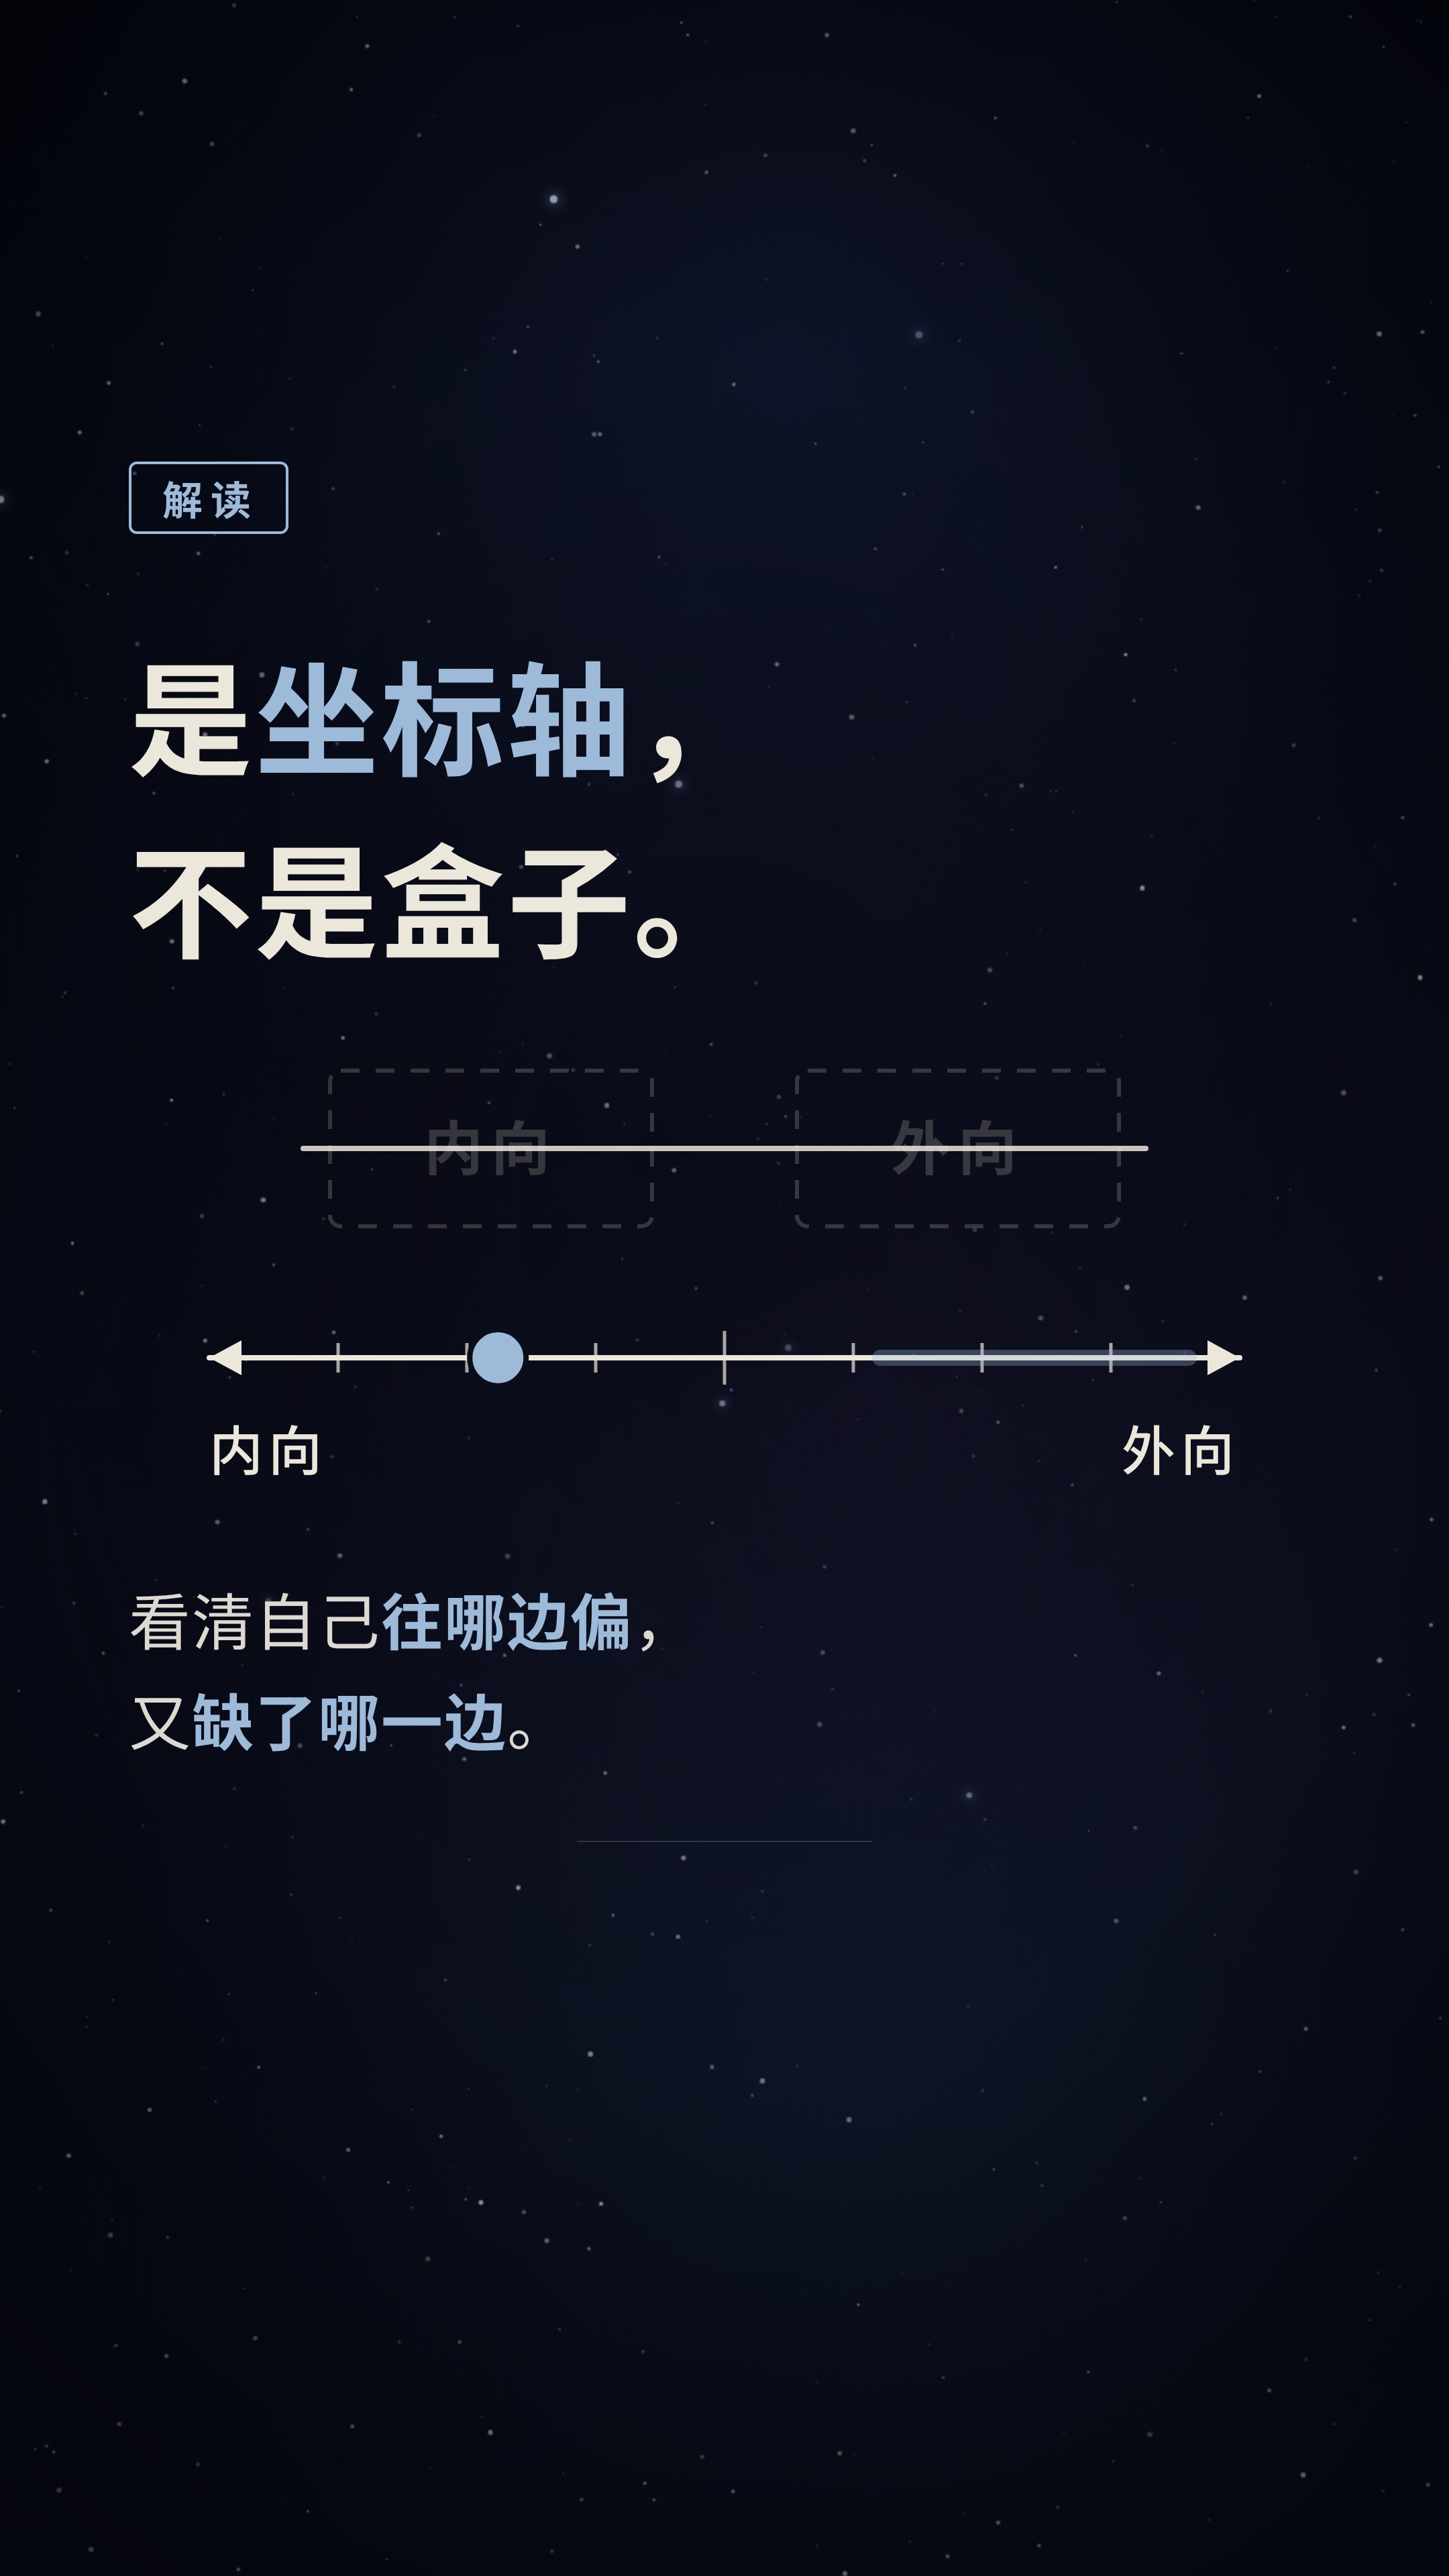 解读
是坐标轴，
不是盒子。
内向 外向
内向 外向
看清自己往哪边偏，
又缺了哪一边。